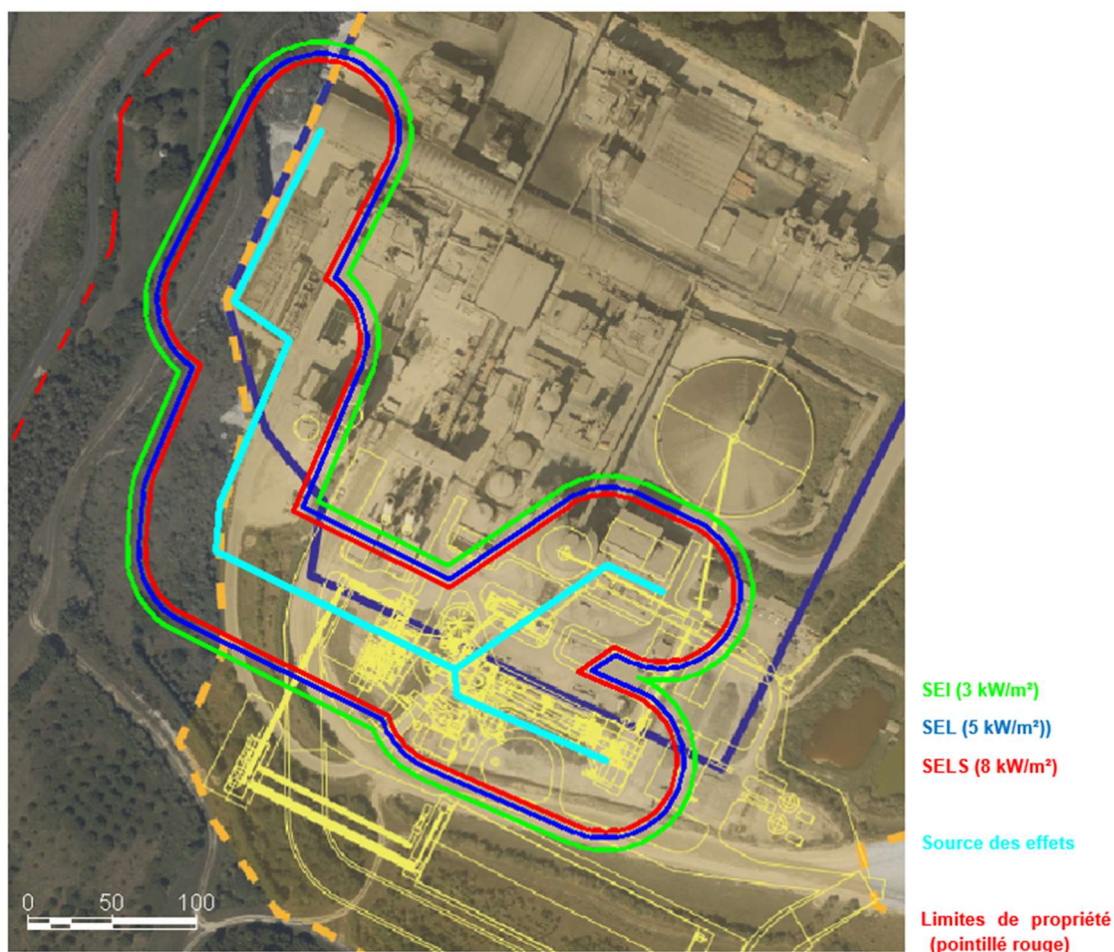 SEI (3 kW/m²)
SEL (5 kW/m²))
SELS (8 kW/m²)
Source des effets
0 50 100
Limites de propriété
(pointillé rouge)